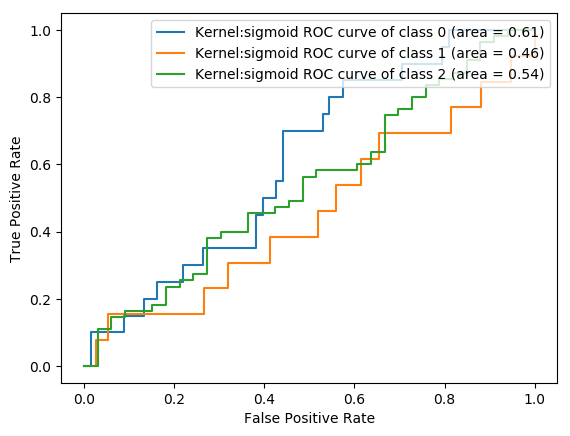 Kernel:sigmoid ROC curve of class 0 (area = 0.61)
Kernel:sigmoid ROC curve of class 1 (area = 0.46)
Kernel:sigmoid ROC curve of class 2 (area = 0.54)
True Positive Rate
1.0
0.8
0.6
0.4
0.2
0.0
0.0 0.2 0.4 0.6 0.8 1.0
False Positive Rate